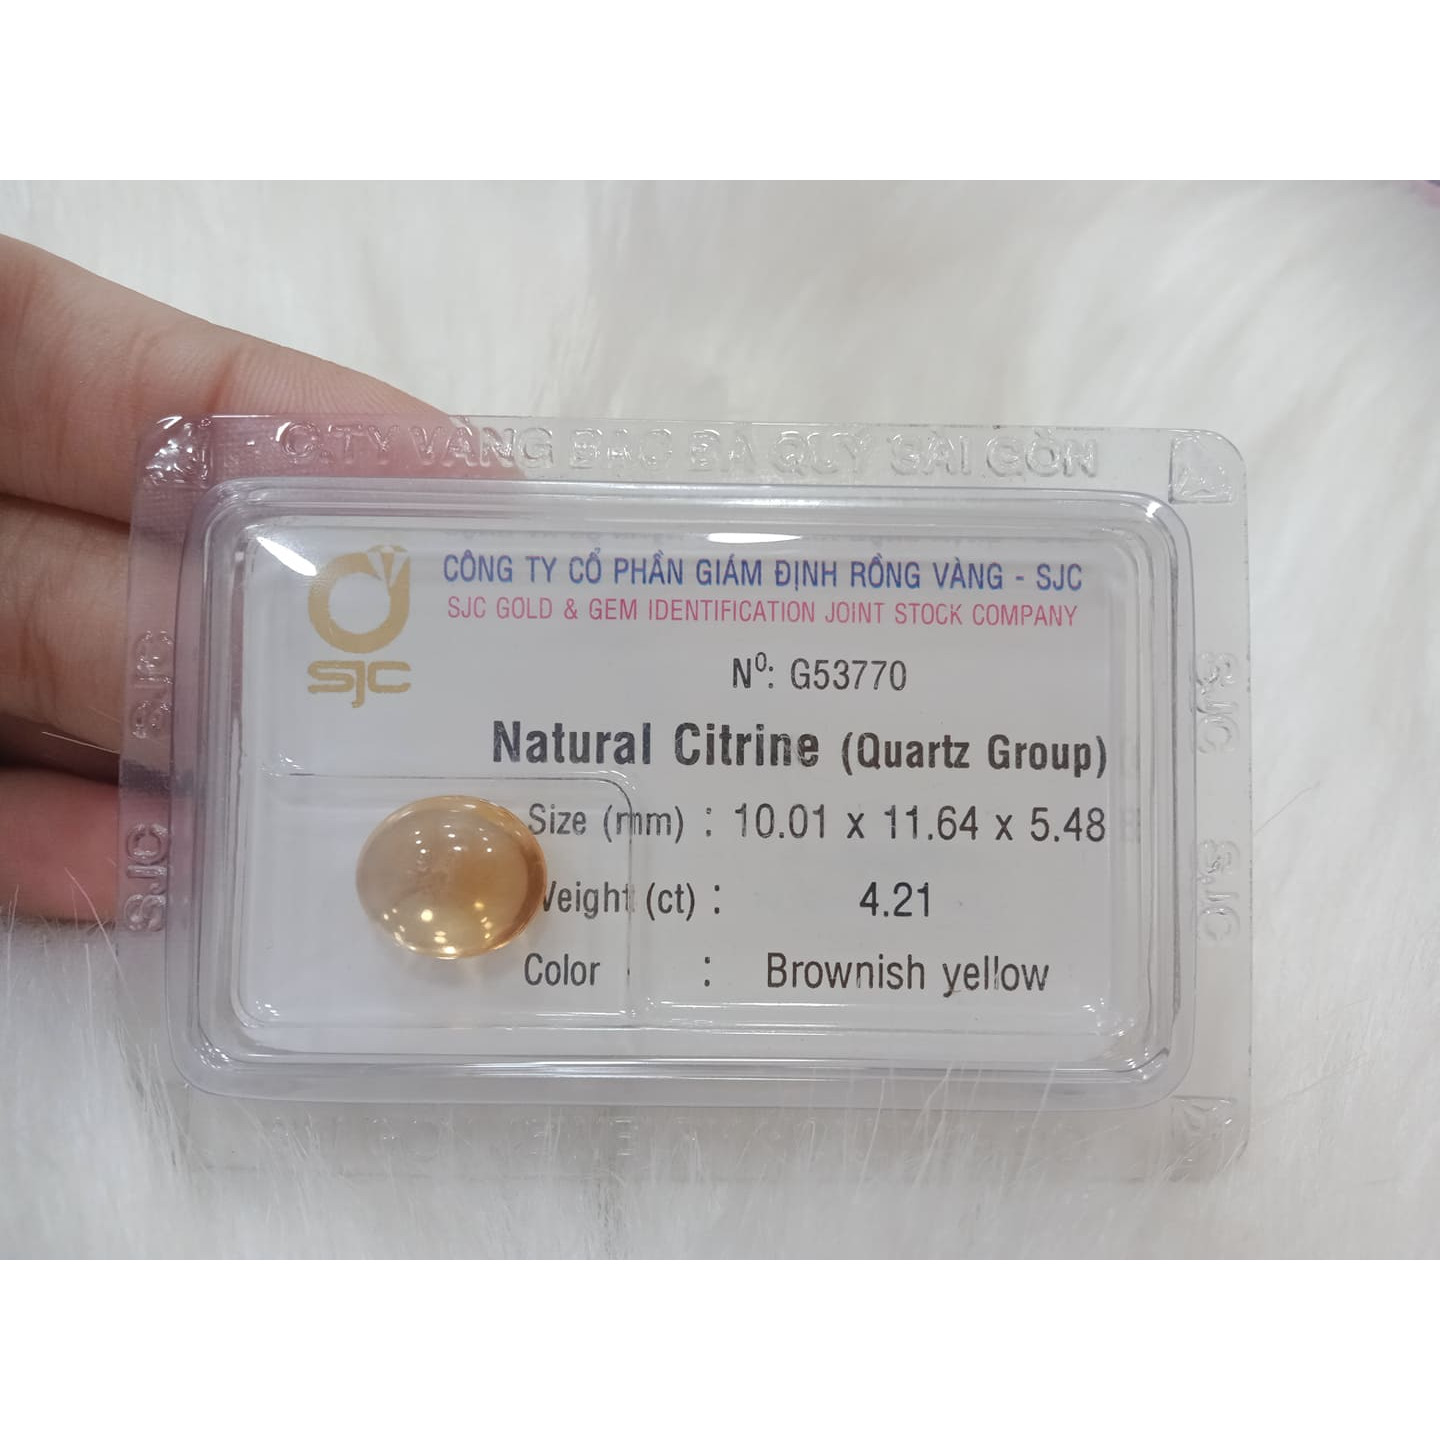 C.TY VÀNG BẠC ĐÁ QUÝ SÀI GÒN
CÔNG TY CỔ PHẦN GIÁM ĐỊNH RỒNG VÀNG - SJC
SJC GOLD & GEM IDENTIFICATION JOINT STOCK COMPANY
SJC
Nº: G53770
Natural Citrine (Quartz Group)
Size (mm) : 10.01 x 11.64 x 5.48
Weight (ct) : 4.21
Color : Brownish yellow
SJC
SJC
SJC
SJC